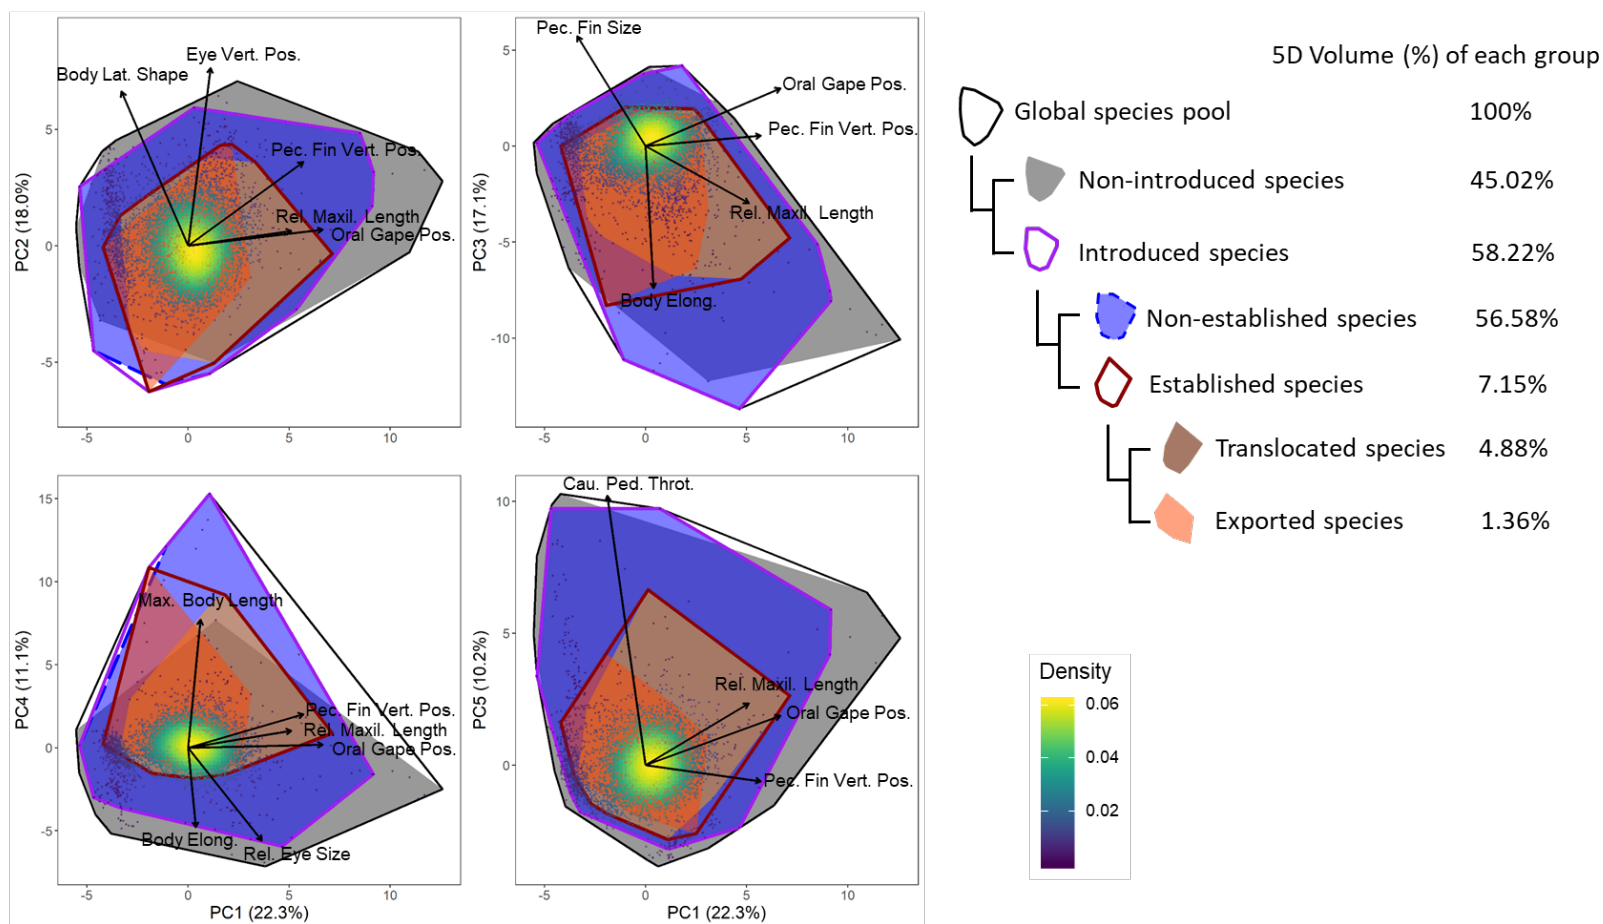 Eye Vert. Pos.
Body Lat. Shape
Pec. Fin Vert. Pos.
Rel. Maxil. Length
Oral Gape Pos.
PC2 (18.0%)
5
0
-5
-5
0
5
10
Pec. Fin Size
Oral Gape Pos.
Pec. Fin Vert. Pos.
Rel. Maxil. Length
Body Elong.
PC3 (17.1%)
5
0
-5
-10
-5
0
5
10
Max. Body Length
Pec. Fin Vert. Pos.
Rel. Maxil. Length
Oral Gape Pos.
Body Elong.
Rel. Eye Size
PC4 (11.1%)
15
10
5
0
-5
-5
0
5
10
PC1 (22.3%)
Cau. Ped. Throt.
Rel. Maxil. Length
Oral Gape Pos.
Pec. Fin Vert. Pos.
PC5 (10.2%)
10
5
0
-5
0
5
10
PC1 (22.3%)
5D Volume (%) of each group
Global species pool 100%
Non-introduced species 45.02%
Introduced species 58.22%
Non-established species 56.58%
Established species 7.15%
Translocated species 4.88%
Exported species 1.36%
Density
0.06
0.04
0.02